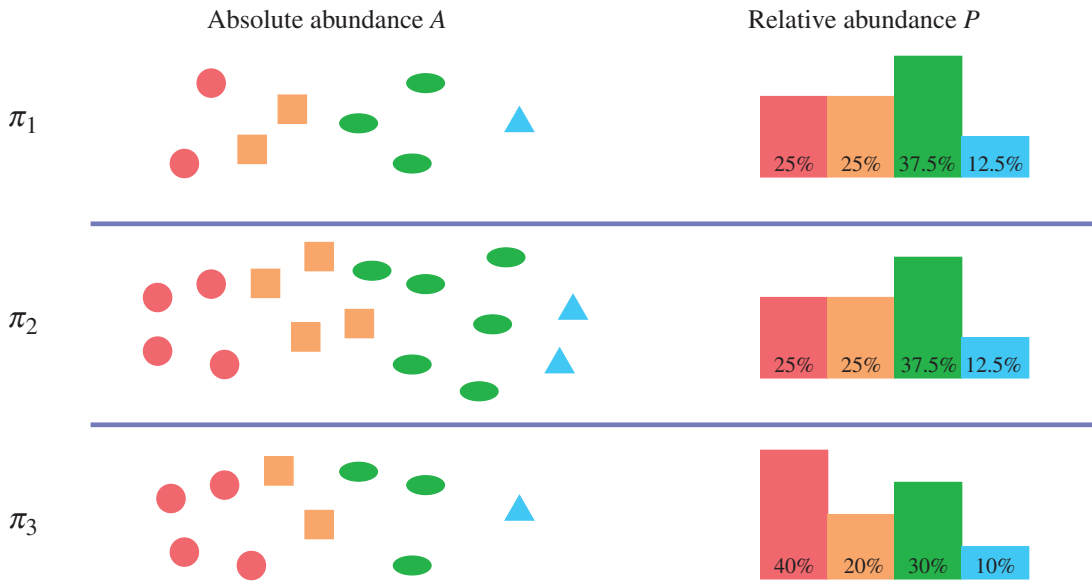 Absolute abundance A Relative abundance P
π1
25% 25% 37.5% 12.5%
π2
25% 25% 37.5% 12.5%
π3
40% 20% 30% 10%